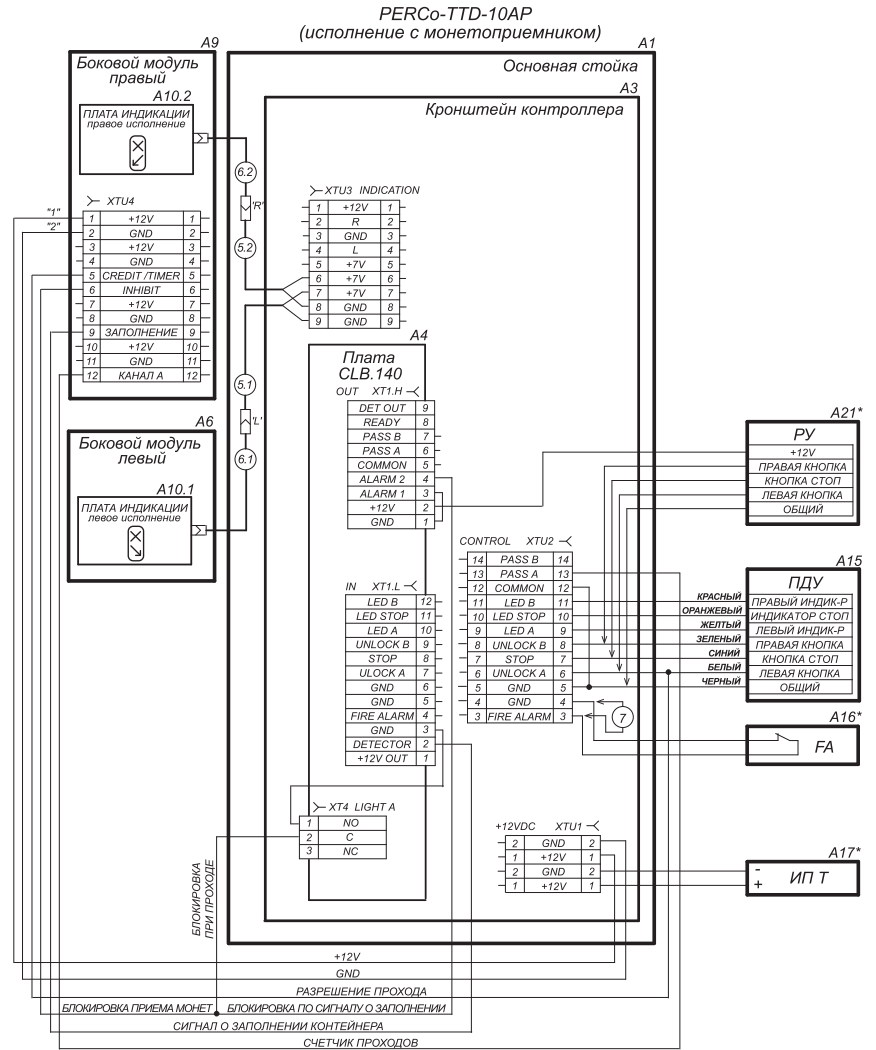 PERCo-TTD-10AP
(исполнение с монетоприемником)
A9
Боковой модуль
правый
A10.2
ПЛАТА ИНДИКАЦИИ
правое исполнение
XTU4
"1"
"2"
1 +12V 1
2 GND 2
3 +12V 3
4 GND 4
5 CREDIT /TIMER 5
6 INHIBIT 6
7 +12V 7
8 GND 8
9 ЗАПОЛНЕНИЕ 9
10 +12V 10
11 GND 11
12 КАНАЛ А 12
A6
Боковой модуль
левый
A10.1
ПЛАТА ИНДИКАЦИИ
левое исполнение
6.2
'R'
5.2
5.1
'L'
6.1
A1
Основная стойка
A3
Кронштейн контроллера
XTU3 INDICATION
1 +12V 1
2 R 2
3 GND 3
4 L 4
5 +7V 5
6 +7V 6
7 +7V 7
8 GND 8
9 GND 9
A4
Плата
CLB.140
OUT XT1.H
DET OUT 9
READY 8
PASS B 7
PASS A 6
COMMON 5
ALARM 2 4
ALARM 1 3
+12V 2
GND 1
IN XT1.L
LED B 12
LED STOP 11
LED A 10
UNLOCK B 9
STOP 8
ULOCK A 7
GND 6
GND 5
FIRE ALARM 4
GND 3
DETECTOR 2
+12V OUT 1
XT4 LIGHT A
1 NO
2 C
3 NC
CONTROL XTU2
14 PASS B 14
13 PASS A 13
12 COMMON 12
11 LED B 11
10 LED STOP 10
9 LED A 9
8 UNLOCK B 8
7 STOP 7
6 UNLOCK A 6
5 GND 5
4 GND 4
3 FIRE ALARM 3
7
+12VDC XTU1
2 GND 2
1 +12V 1
2 GND 2
1 +12V 1
A21*
РУ
+12V
ПРАВАЯ КНОПКА
КНОПКА СТОП
ЛЕВАЯ КНОПКА
ОБЩИЙ
A15
ПДУ
КРАСНЫЙ ПРАВЫЙ ИНДИК-Р
ОРАНЖЕВЫЙ ИНДИКАТОР СТОП
ЖЕЛТЫЙ ЛЕВЫЙ ИНДИК-Р
ЗЕЛЕНЫЙ ПРАВАЯ КНОПКА
СИНИЙ КНОПКА СТОП
БЕЛЫЙ ЛЕВАЯ КНОПКА
ЧЕРНЫЙ ОБЩИЙ
A16*
FA
A17*
- 
+
ИП Т
БЛОКИРОВКА
ПРИ ПРОХОДЕ
+12V
GND
РАЗРЕШЕНИЕ ПРОХОДА
БЛОКИРОВКА ПРИЕМА МОНЕТ
БЛОКИРОВКА ПО СИГНАЛУ О ЗАПОЛНЕНИИ
СИГНАЛ О ЗАПОЛНЕНИИ КОНТЕЙНЕРА
СЧЕТЧИК ПРОХОДОВ